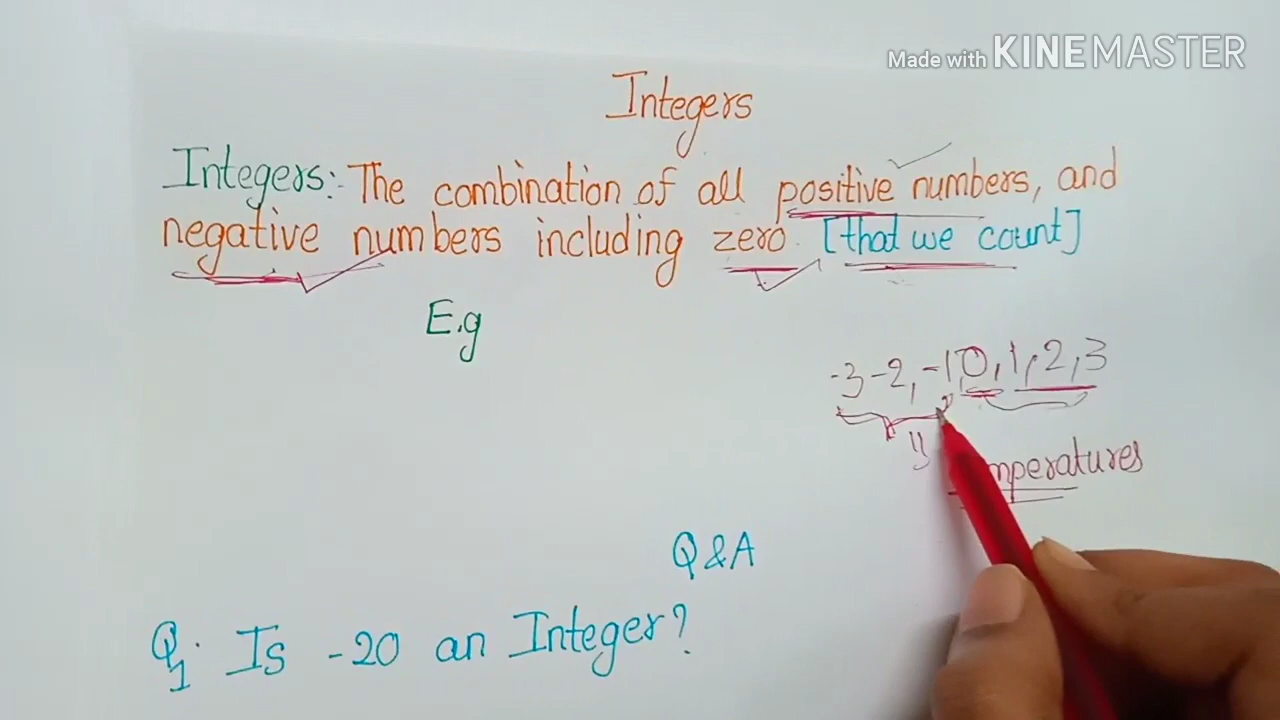 Made with KINEMASTER
Integers
Integers:- The combination of all positive numbers, and
negative numbers including zero. [that we count]
E.g
-3 -2, -1, 0, 1, 2, 3
Q & A
Q1. Is -20 an Integer?